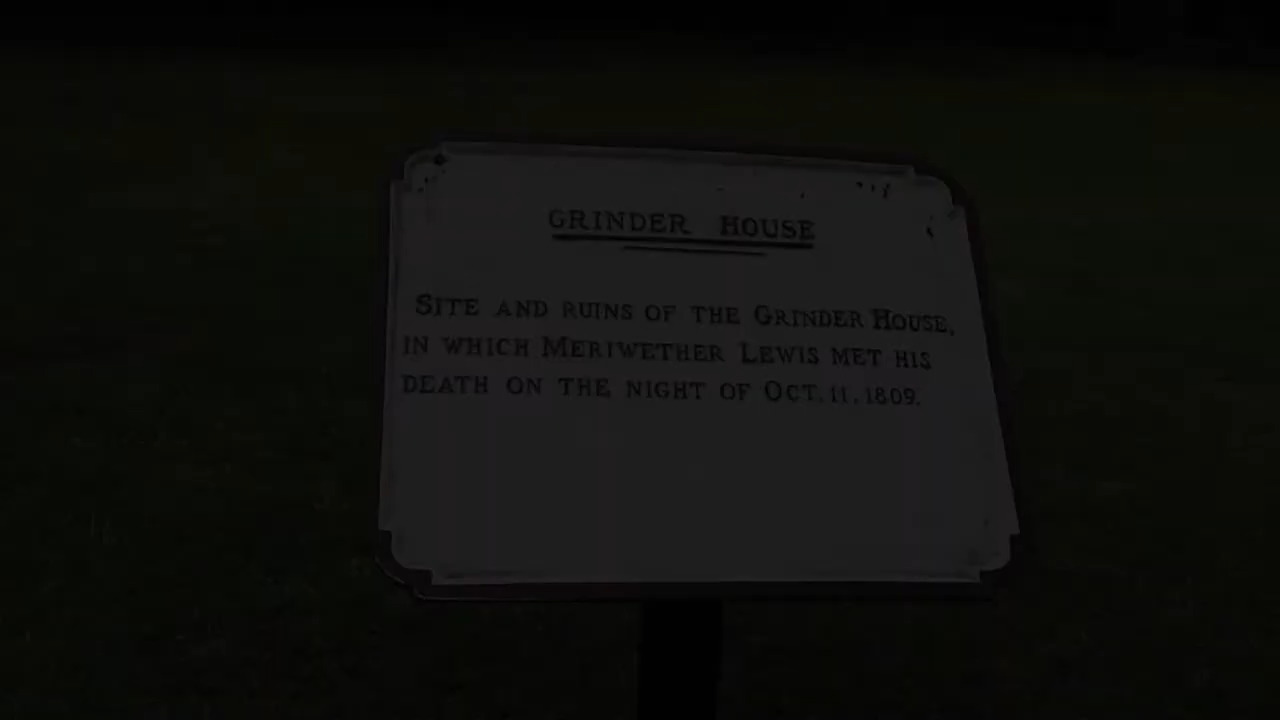 GRINDER HOUSE
SITE AND RUINS OF THE GRINDER HOUSE,
IN WHICH MERIWETHER LEWIS MET HIS
DEATH ON THE NIGHT OF OCT. 11, 1809.